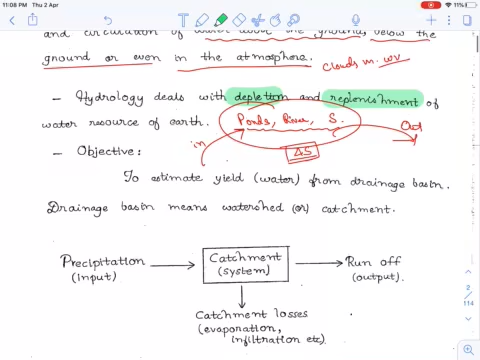 11:08 PM Thu 2 Apr
11%
and circulation of water about the ground, below the
ground or even in the atmosphere.
clouds
wv
- Hydrology deals with depletion and replenishment of
water resource of earth.
Ponds, River, S.
in
Out
ΔS
- Objective:
To estimate yield (water) from drainage basin.
Drainage basin means watershed (or) catchment.
Precipitation
(input)
Catchment
(system)
Run off
(output).
Catchment losses
(evaporation,
infiltration etc).
2
114